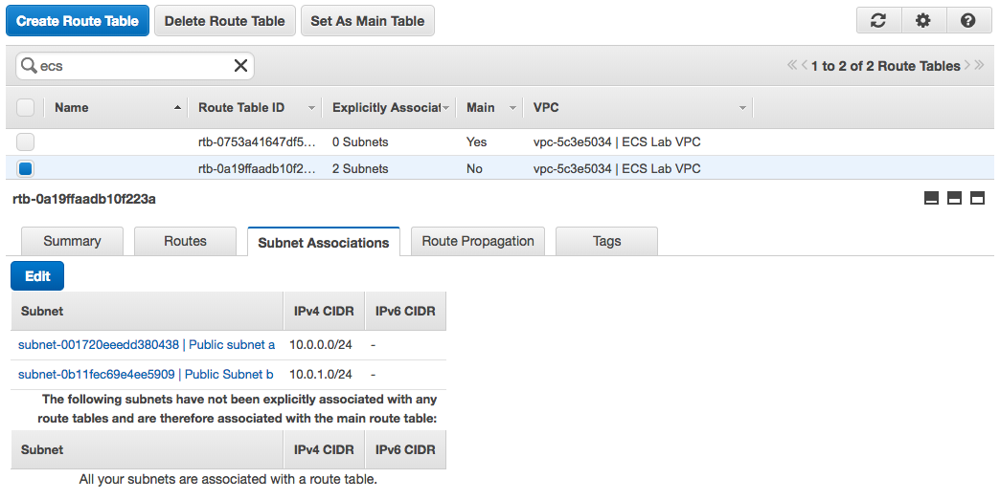 Create Route Table Delete Route Table Set As Main Table
ecs 1 to 2 of 2 Route Tables
Name Route Table ID Explicitly Associat Main VPC
rtb-0753a41647df5... 0 Subnets Yes vpc-5c3e5034 | ECS Lab VPC
rtb-0a19ffaadb10f2... 2 Subnets No vpc-5c3e5034 | ECS Lab VPC
rtb-0a19ffaadb10f223a
Summary Routes Subnet Associations Route Propagation Tags
Edit
Subnet IPv4 CIDR IPv6 CIDR
subnet-001720eeedd380438 | Public subnet a 10.0.0.0/24 -
subnet-0b11fec69e4ee5909 | Public Subnet b 10.0.1.0/24 -
The following subnets have not been explicitly associated with any
route tables and are therefore associated with the main route table:
Subnet IPv4 CIDR IPv6 CIDR
All your subnets are associated with a route table.